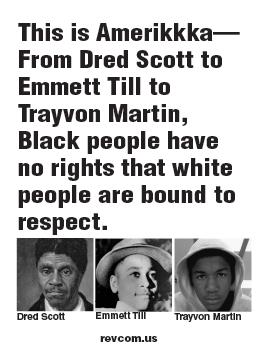 This is Amerikkka—
From Dred Scott to
Emmett Till to
Trayvon Martin,
Black people have
no rights that white
people are bound to
respect.
Dred Scott Emmett Till Trayvon Martin
revcom.us